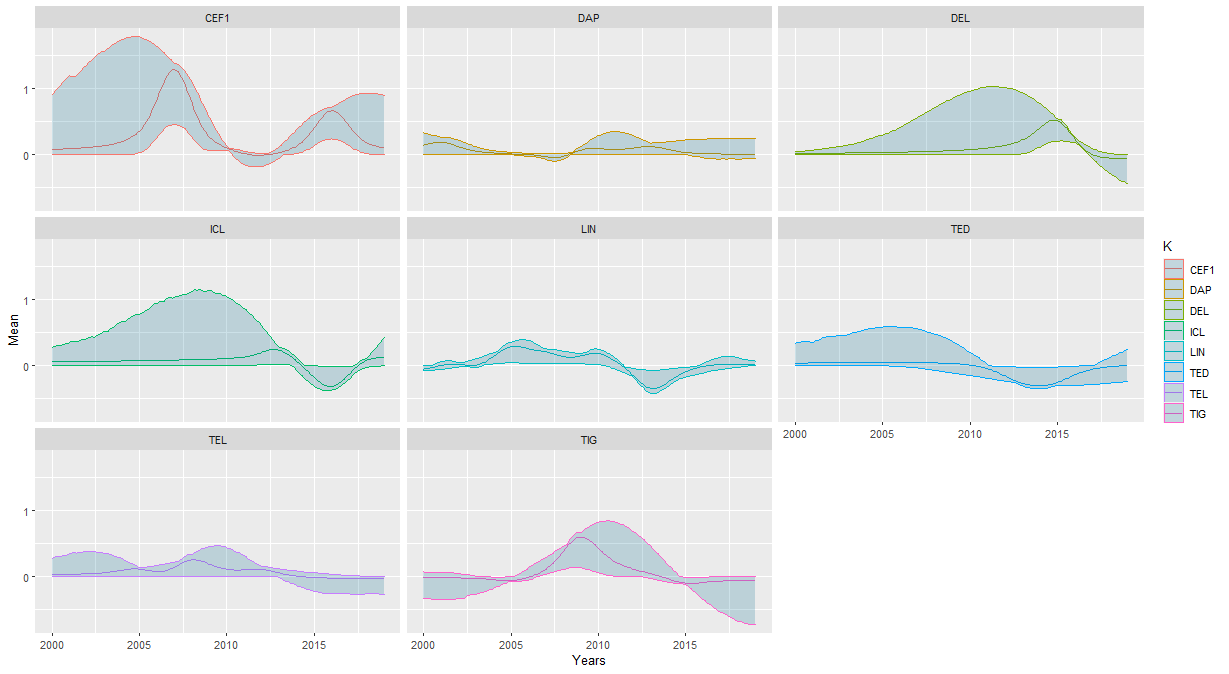 CEF1 DAP DEL
1
0
ICL LIN TED
Mean
1
0
2000 2005 2010 2015
TEL TIG
1
0
2000 2005 2010 2015 2000 2005 2010 2015
Years
K
CEF1
DAP
DEL
ICL
LIN
TED
TEL
TIG